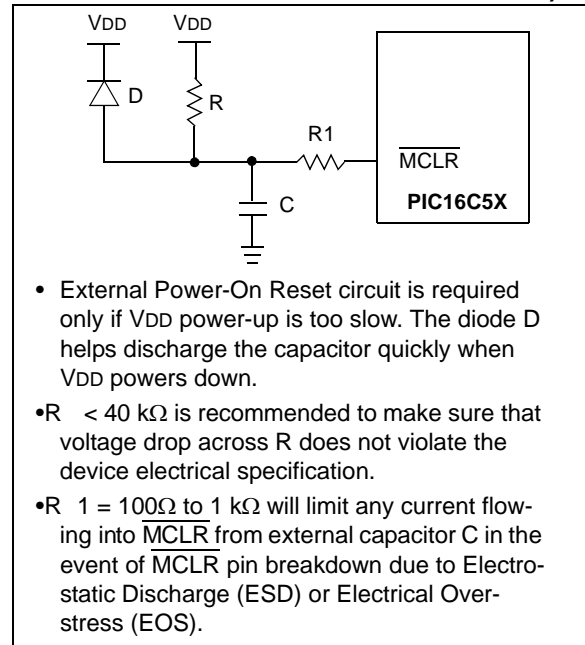 VDD VDD
D
R
R1
MCLR
C
PIC16C5X
• External Power-On Reset circuit is required
only if VDD power-up is too slow. The diode D
helps discharge the capacitor quickly when
VDD powers down.
•R < 40 kΩ is recommended to make sure that
voltage drop across R does not violate the
device electrical specification.
•R 1 = 100Ω to 1 kΩ will limit any current flow-
ing into MCLR from external capacitor C in the
event of MCLR pin breakdown due to Electro-
static Discharge (ESD) or Electrical Over-
stress (EOS).